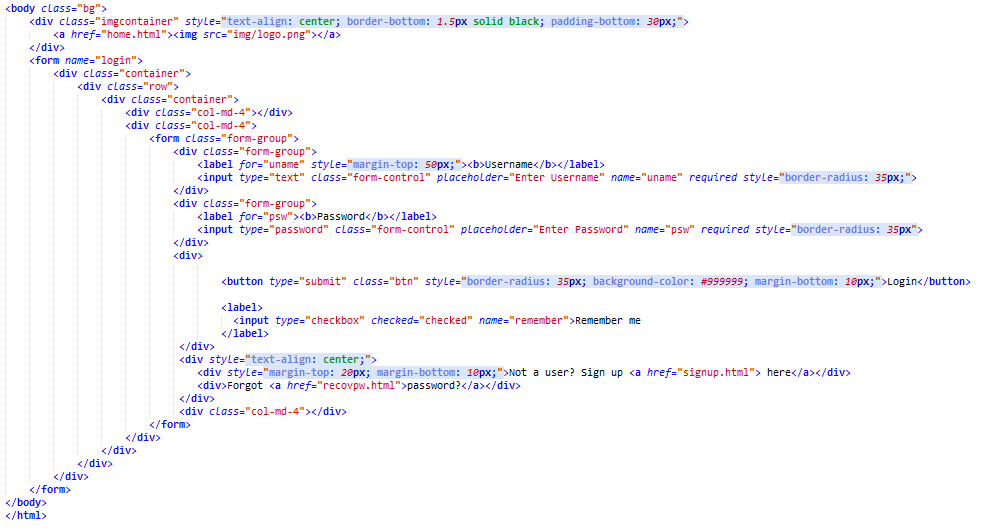 <body class="bg">
<div class="imgcontainer" style="text-align: center; border-bottom: 1.5px solid black; padding-bottom: 30px;">
<a href="home.html"><img src="img/logo.png"></a>
</div>
<form name="login">
<div class="container">
<div class="row">
<div class="container">
<div class="col-md-4"></div>
<div class="col-md-4">
<form class="form-group">
<div class="form-group">
<label for="uname" style="margin-top: 50px;"><b>Username</b></label>
<input type="text" class="form-control" placeholder="Enter Username" name="uname" required style="border-radius: 35px;">
</div>
<div class="form-group">
<label for="psw"><b>Password</b></label>
<input type="password" class="form-control" placeholder="Enter Password" name="psw" required style="border-radius: 35px">
</div>
<div>
<button type="submit" class="btn" style="border-radius: 35px; background-color: #999999; margin-bottom: 10px;">Login</button>
<label>
<input type="checkbox" checked="checked" name="remember">Remember me
</label>
</div>
<div style="text-align: center;">
<div style="margin-top: 20px; margin-bottom: 10px;">Not a user? Sign up <a href="signup.html"> here</a></div>
<div>Forgot <a href="recovpw.html">password?</a></div>
</div>
<div class="col-md-4"></div>
</form>
</div>
</div>
</div>
</div>
</form>
</body>
</html>